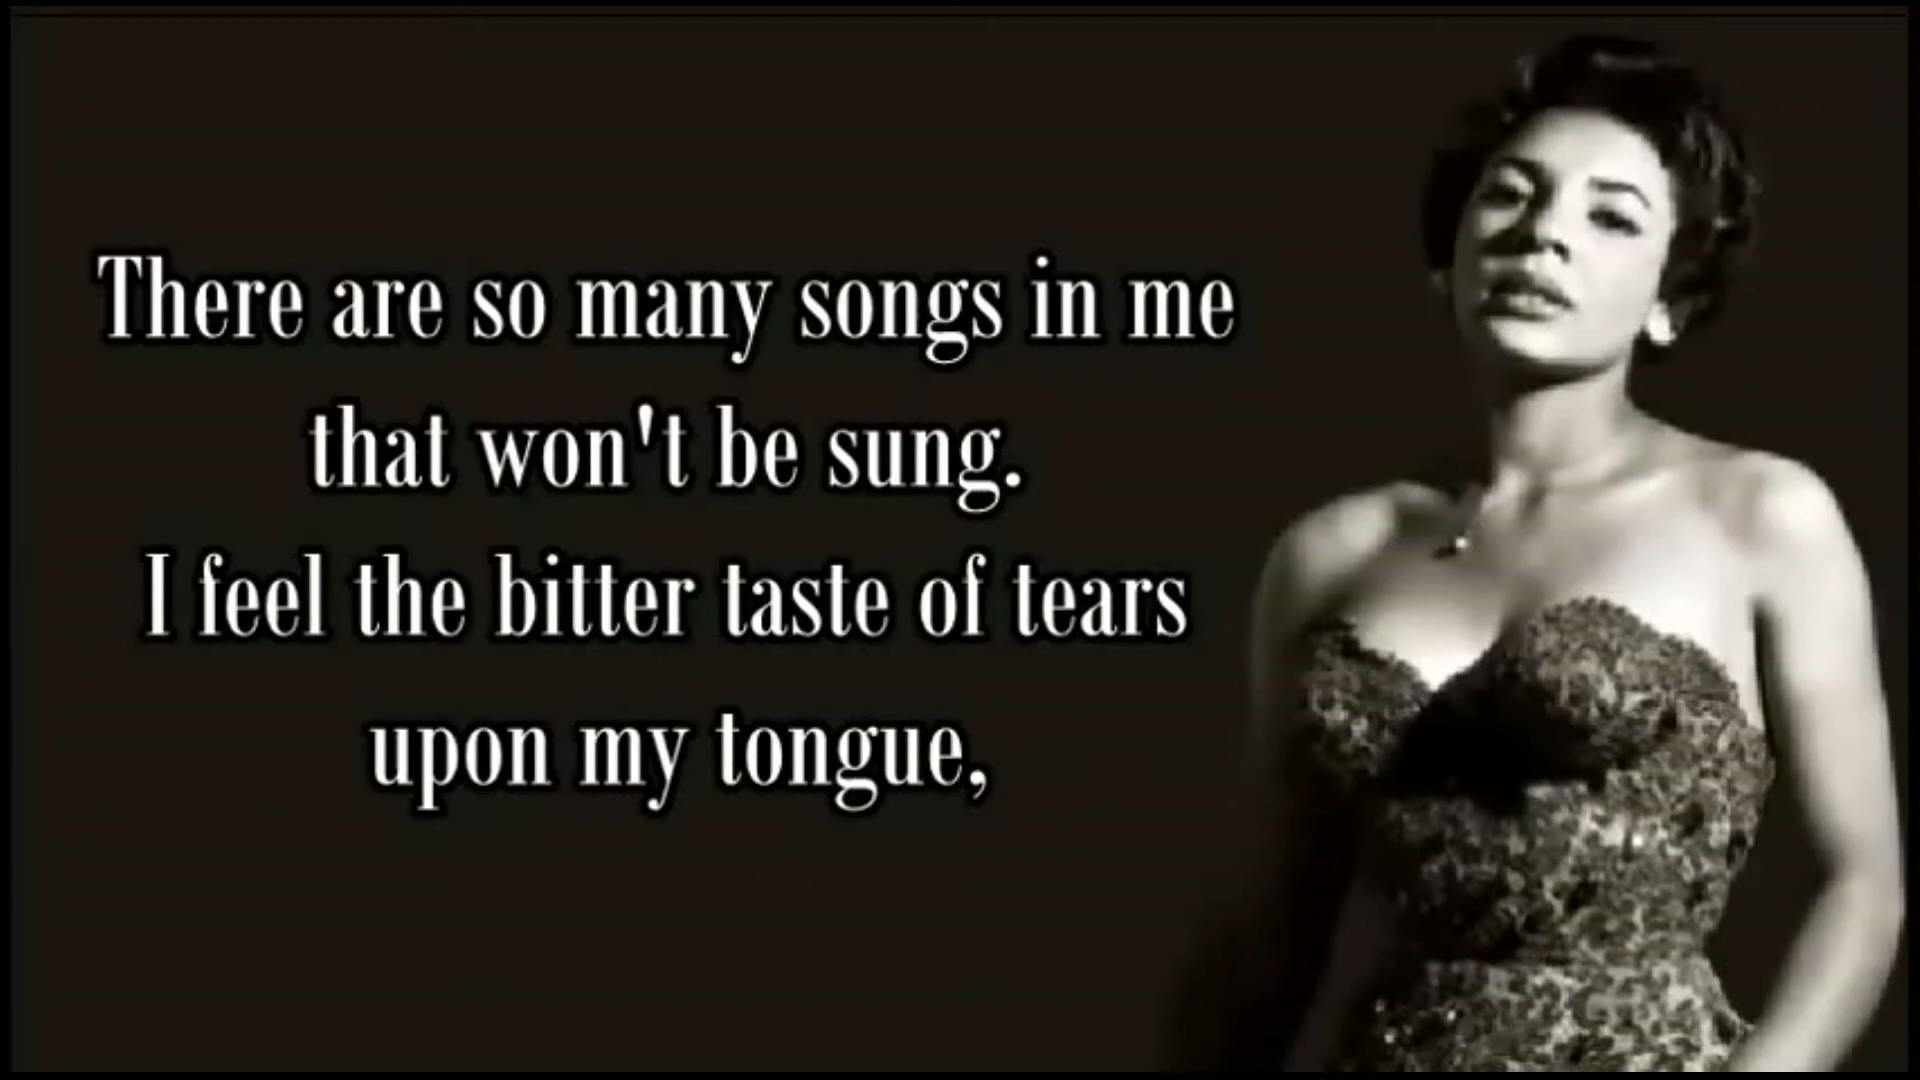 There are so many songs in me
that won't be sung.
I feel the bitter taste of tears
upon my tongue,